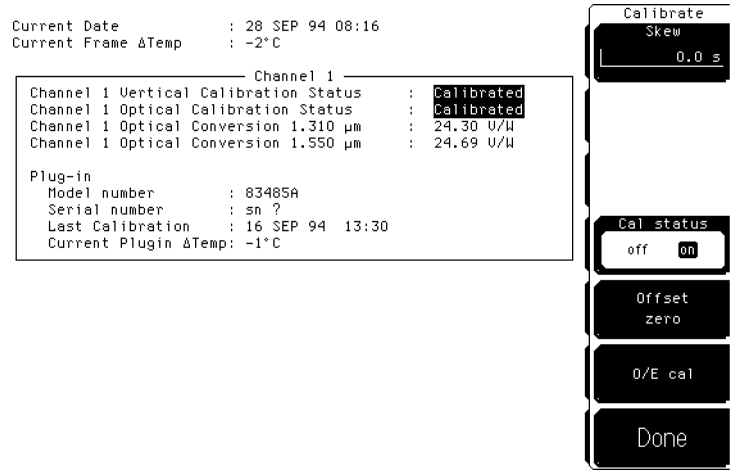 Current Date : 28 SEP 94 08:16
Current Frame ΔTemp : -2°C
Channel 1
Channel 1 Vertical Calibration Status : Calibrated
Channel 1 Optical Calibration Status : Calibrated
Channel 1 Optical Conversion 1.310 µm : 24.30 V/W
Channel 1 Optical Conversion 1.550 µm : 24.69 V/W
Plug-in
Model number : 83485A
Serial number : sn ?
Last Calibration : 16 SEP 94 13:30
Current Plugin ΔTemp: -1°C
Calibrate
Skew
0.0 s
Cal status
off on
Offset
zero
O/E cal
Done